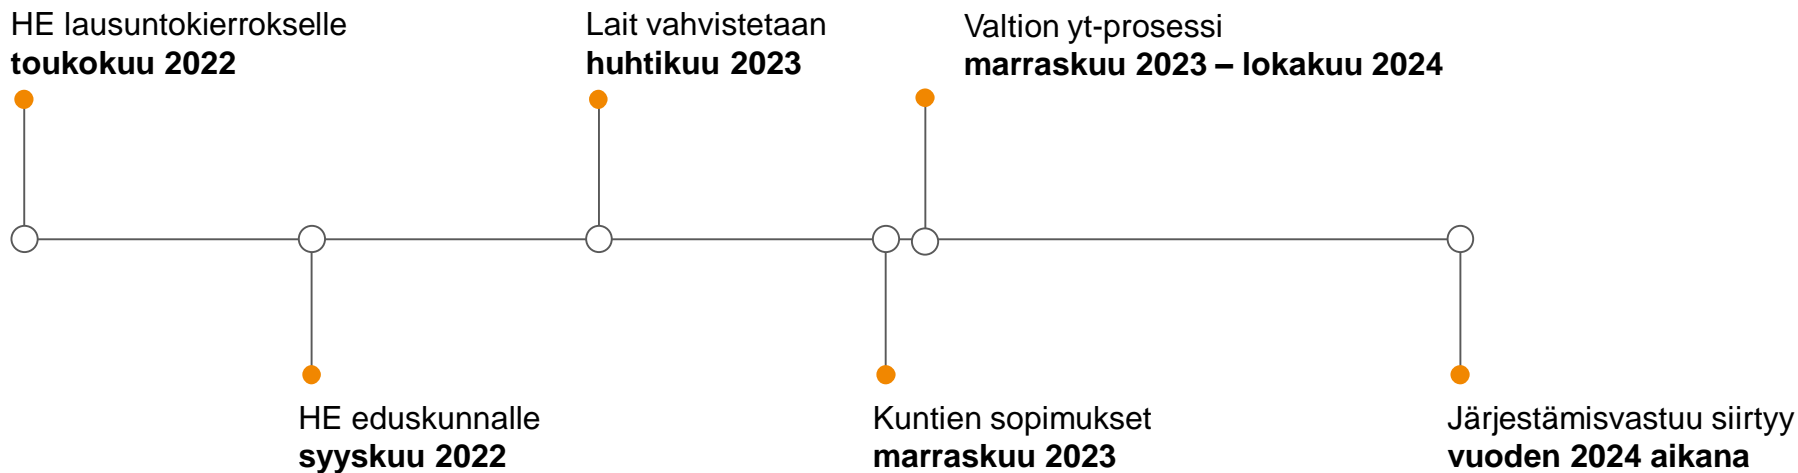 HE lausuntokierrokselle
toukokuu 2022
Lait vahvistetaan
huhtikuu 2023
Valtion yt-prosessi
marraskuu 2023 – lokakuu 2024
HE eduskunnalle
syyskuu 2022
Kuntien sopimukset
marraskuu 2023
Järjestämisvastuu siirtyy
vuoden 2024 aikana